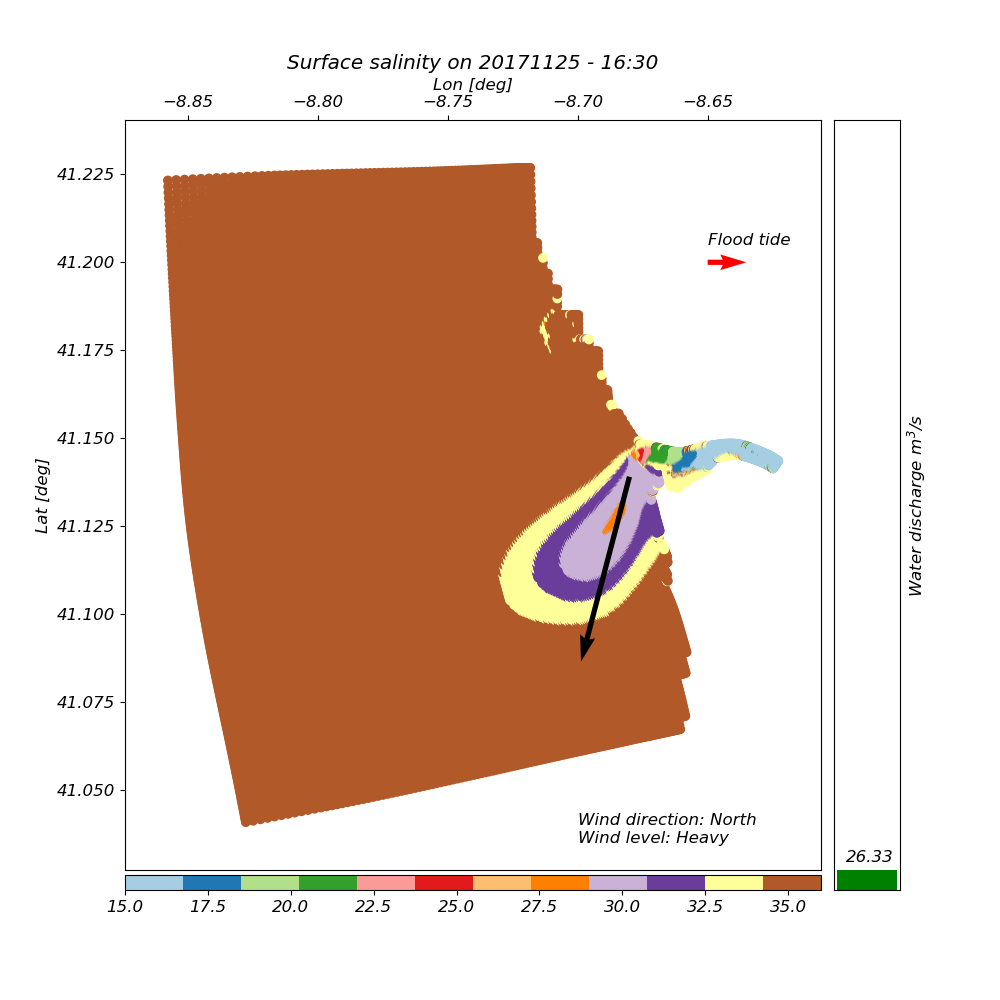 Surface salinity on 20171125 - 16:30
Lon [deg]
−8.85 −8.80 −8.75 −8.70 −8.65
41.225
41.200
41.175
41.150
41.125
41.100
41.075
41.050
Lat [deg]
Flood tide
Wind direction: North
Wind level: Heavy
15.0 17.5 20.0 22.5 25.0 27.5 30.0 32.5 35.0
26.33
Water discharge m³/s